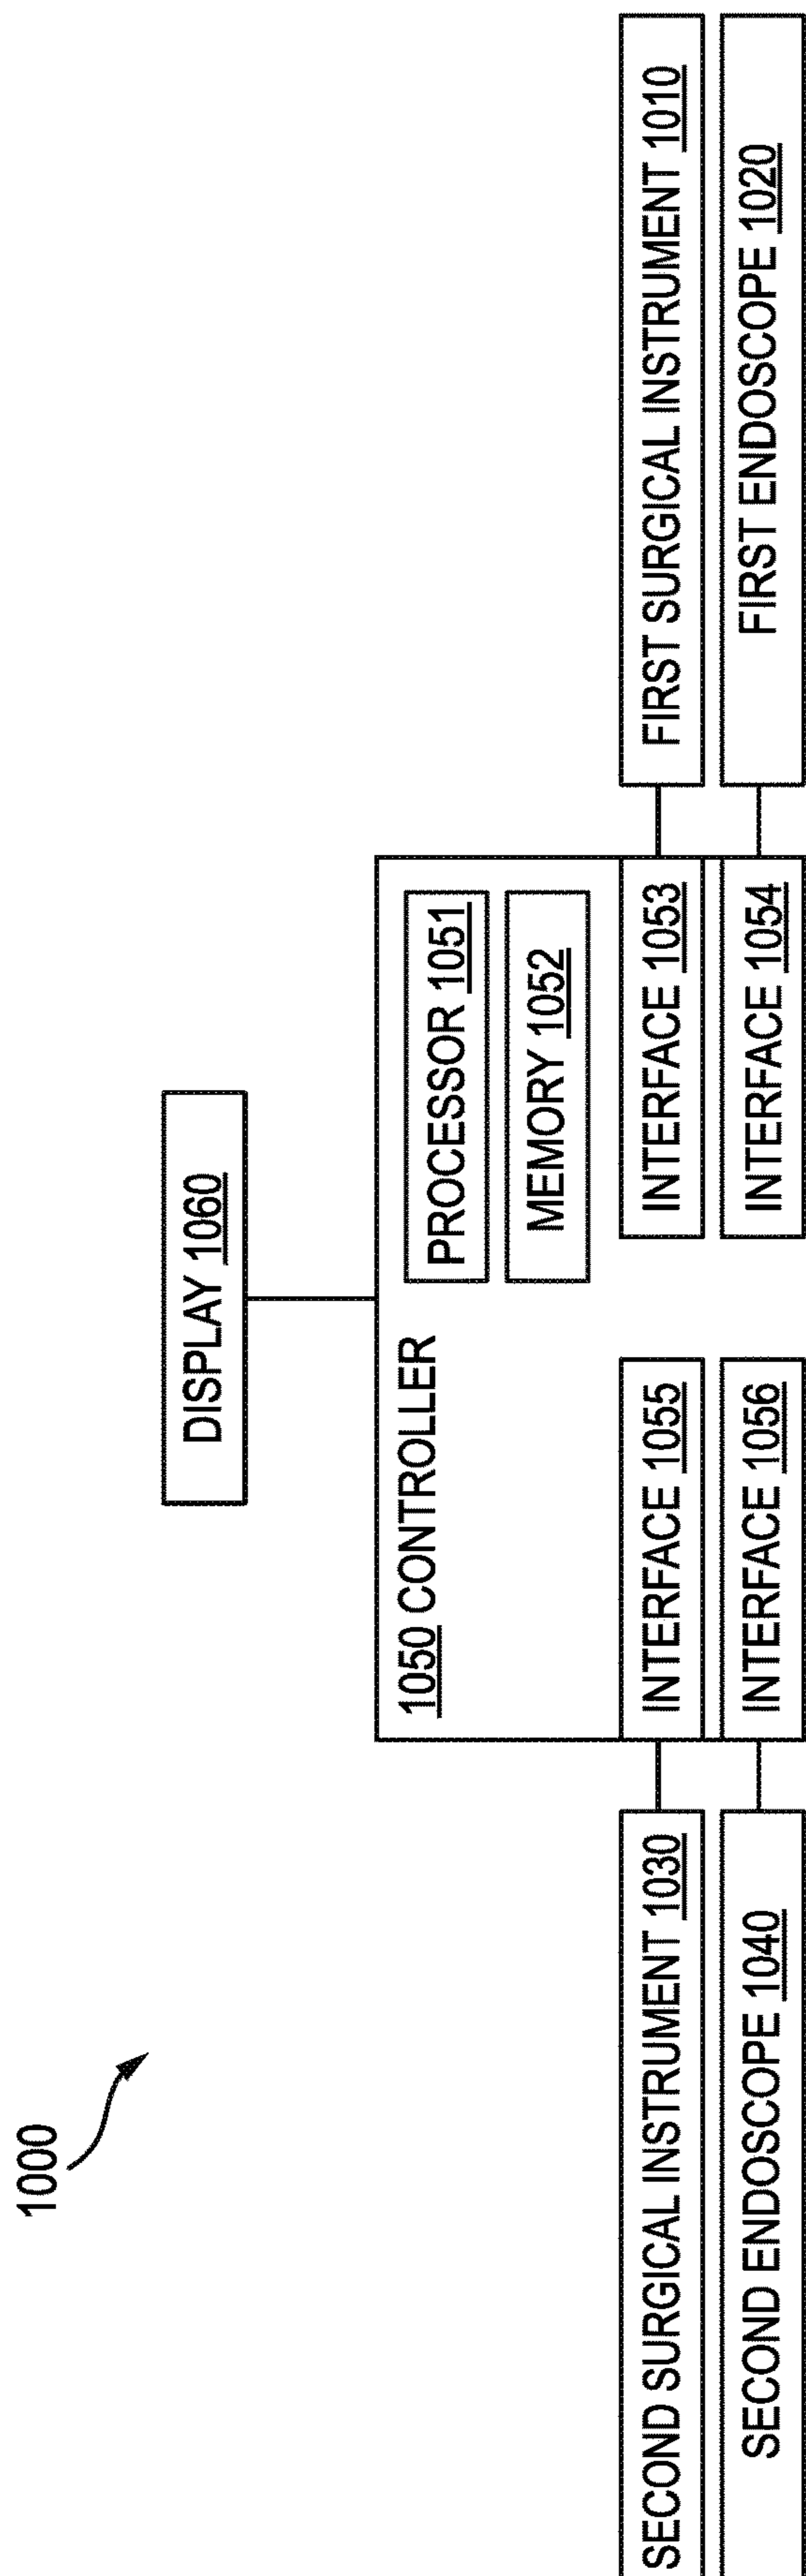 1000
DISPLAY 1060
1050 CONTROLLER
PROCESSOR 1051
MEMORY 1052
SECOND SURGICAL INSTRUMENT 1030
INTERFACE 1055
INTERFACE 1053
FIRST SURGICAL INSTRUMENT 1010
SECOND ENDOSCOPE 1040
INTERFACE 1056
INTERFACE 1054
FIRST ENDOSCOPE 1020